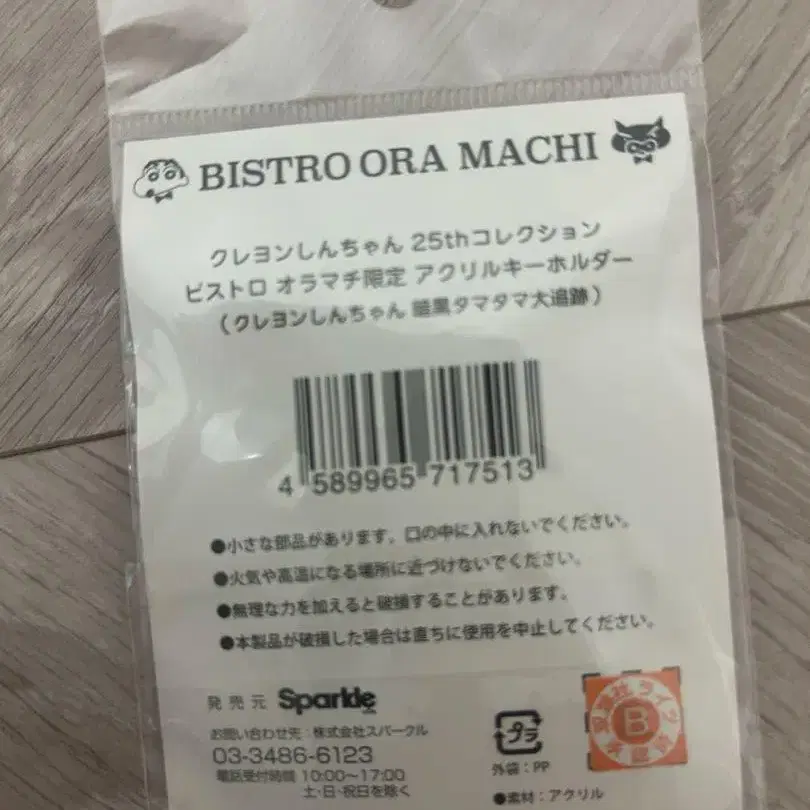 BISTRO ORA MACHI
クレヨンしんちゃん 25thコレクション
ビストロ オラマチ限定 アクリルキーホルダー
(クレヨンしんちゃん 暗黒タマタマ大追跡)
4 589965 717513
●小さな部品があります。口の中に入れないでください。
●火気や高温になる場所に近づけないでください。
●無理な力を加えると破損することがあります。
●本製品が破損した場合は直ちに使用を中止してください。
発売元 Sparkle
お問い合わせ先:株式会社スパークル
03-3486-6123
電話受付時間 10:00〜17:00
土・日・祝日を除く
プラ
外袋:PP
●素材:アクリル
双葉社ライツ
B
承認済